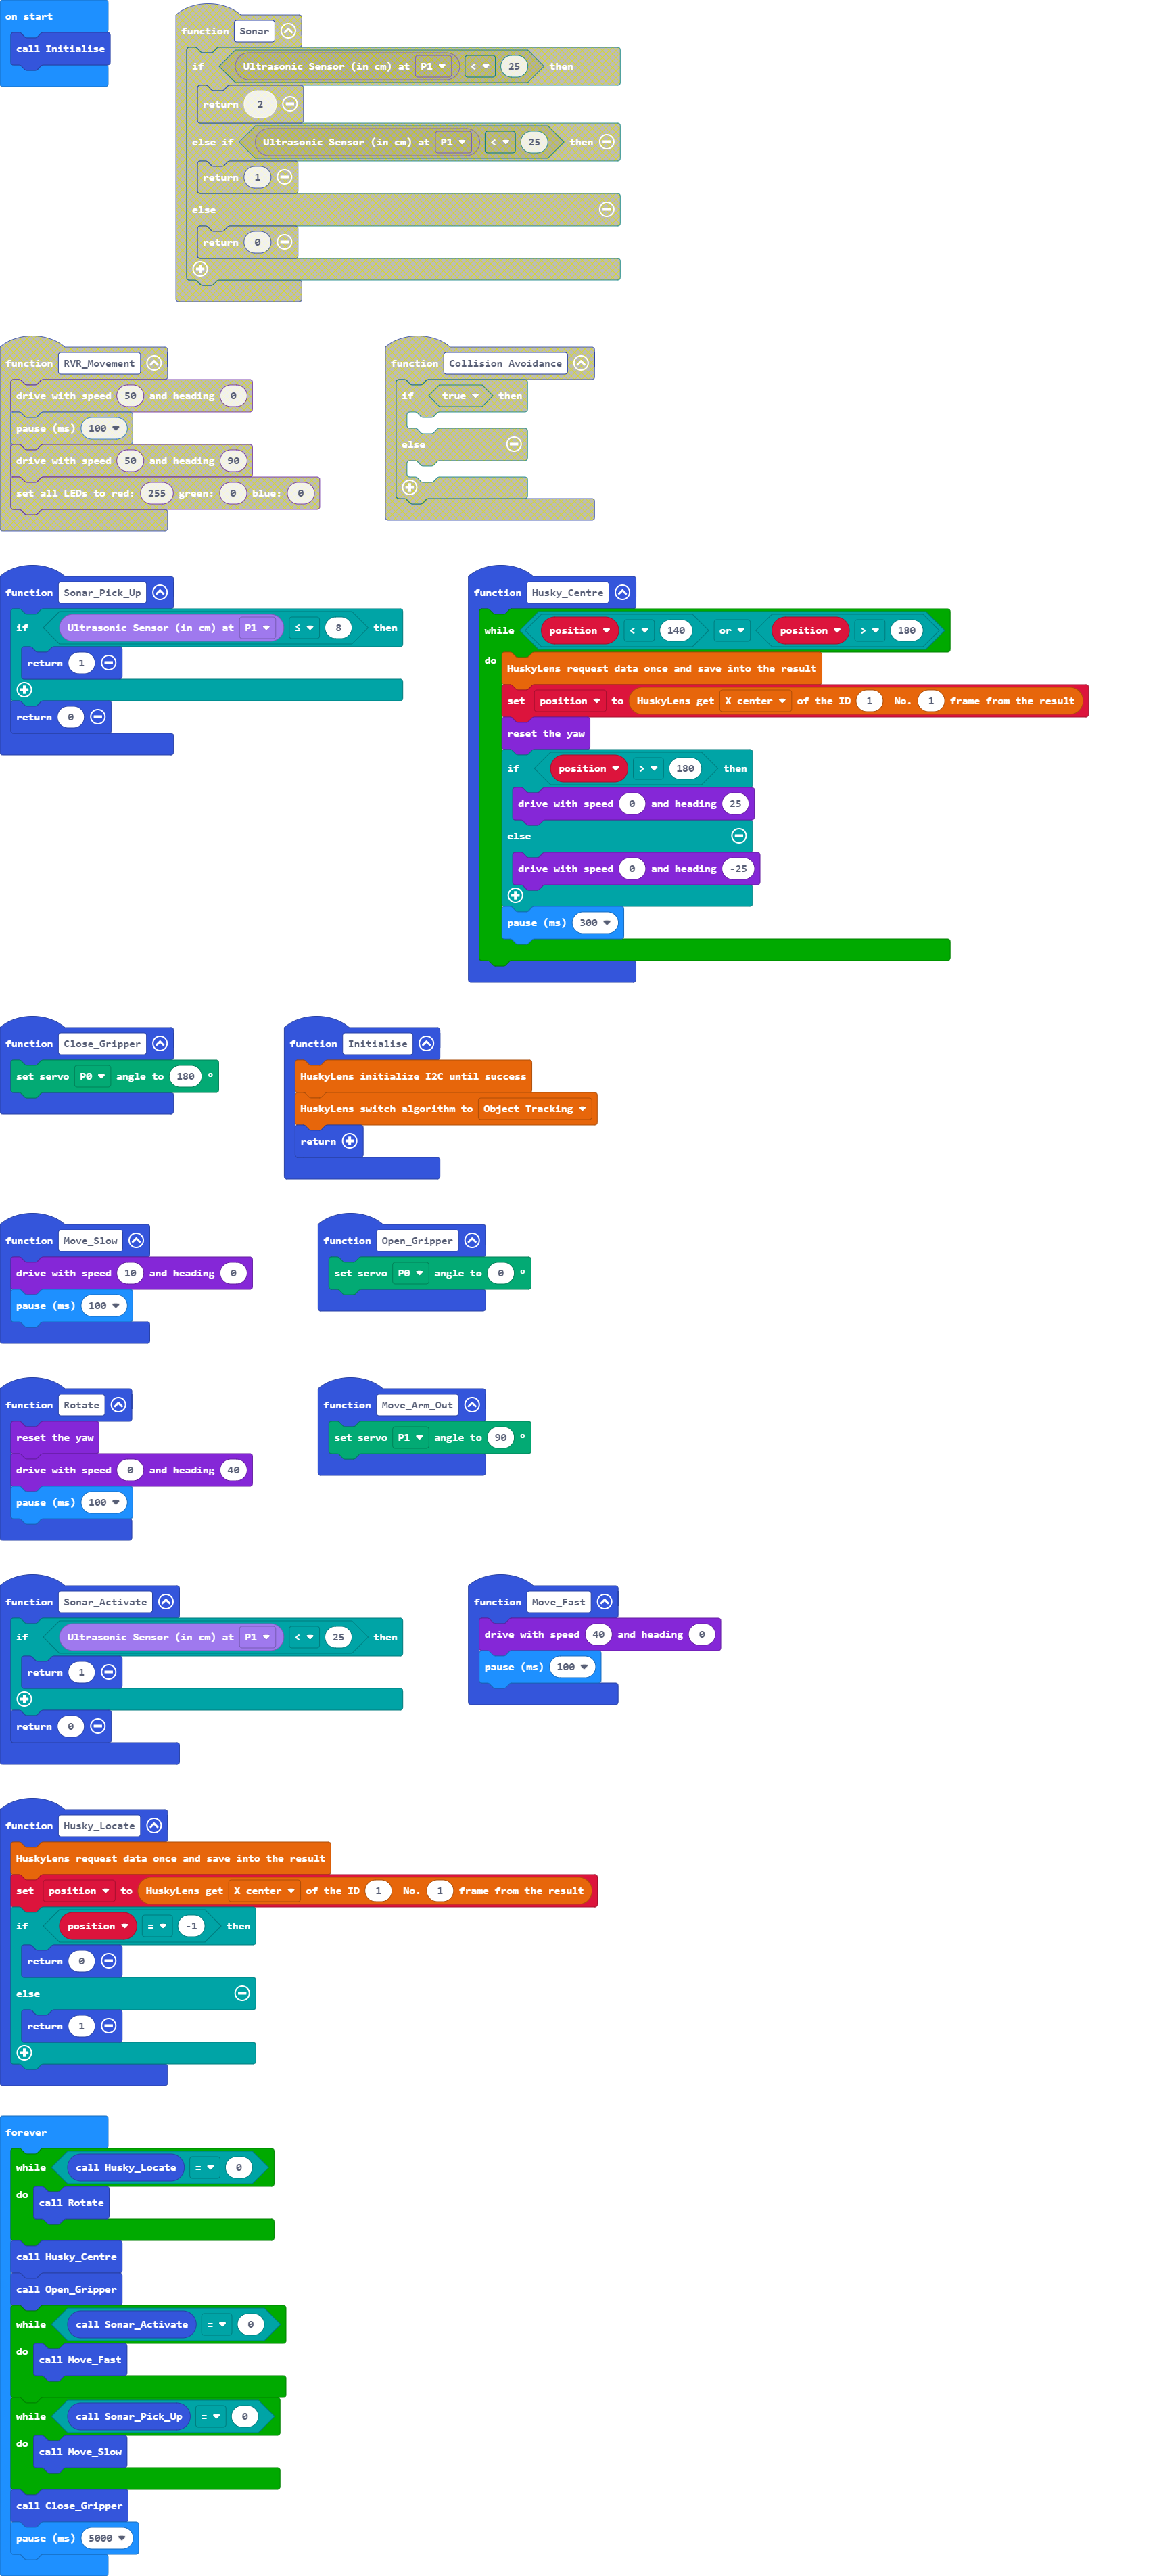 on start
call Initialise
function Sonar
if Ultrasonic Sensor (in cm) at P1 < 25 then
return 2
else if Ultrasonic Sensor (in cm) at P1 < 25 then
return 1
else
return 0
function RVR_Movement
drive with speed 50 and heading 0
pause (ms) 100
drive with speed 50 and heading 90
set all LEDs to red: 255 green: 0 blue: 0
function Collision Avoidance
if true then
else
function Sonar_Pick_Up
if Ultrasonic Sensor (in cm) at P1 ≤ 8 then
return 1
return 0
function Husky_Centre
while position < 140 or position > 180
do
HuskyLens request data once and save into the result
set position to HuskyLens get X center of the ID 1 No. 1 frame from the result
reset the yaw
if position > 180 then
drive with speed 0 and heading 25
else
drive with speed 0 and heading -25
pause (ms) 300
function Close_Gripper
set servo P0 angle to 180 °
function Initialise
HuskyLens initialize I2C until success
HuskyLens switch algorithm to Object Tracking
return
function Move_Slow
drive with speed 10 and heading 0
pause (ms) 100
function Open_Gripper
set servo P0 angle to 0 °
function Rotate
reset the yaw
drive with speed 0 and heading 40
pause (ms) 100
function Move_Arm_Out
set servo P1 angle to 90 °
function Sonar_Activate
if Ultrasonic Sensor (in cm) at P1 < 25 then
return 1
return 0
function Move_Fast
drive with speed 40 and heading 0
pause (ms) 100
function Husky_Locate
HuskyLens request data once and save into the result
set position to HuskyLens get X center of the ID 1 No. 1 frame from the result
if position = -1 then
return 0
else
return 1
forever
while call Husky_Locate = 0
do
call Rotate
call Husky_Centre
call Open_Gripper
while call Sonar_Activate = 0
do
call Move_Fast
while call Sonar_Pick_Up = 0
do
call Move_Slow
call Close_Gripper
pause (ms) 5000